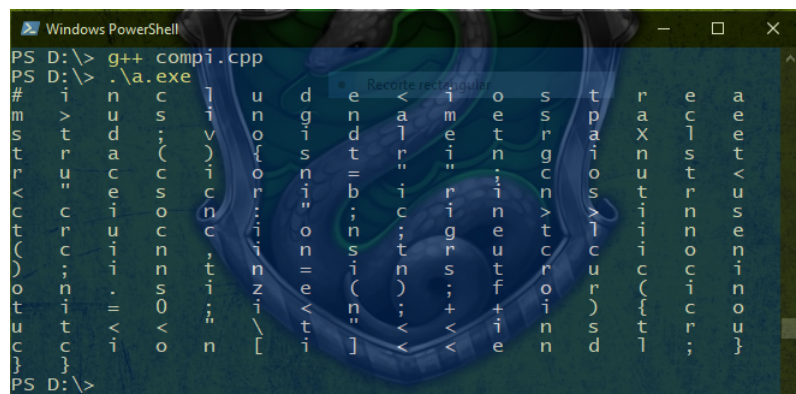 Windows PowerShell
PS D:\> g++ compi.cpp
PS D:\> .\a.exe
Recorte rectangular
# i n c l u d e < i o s t r e a
m > u s i n g n a m e s p a c e
s t d ; v o i d l e t r a X l e
t r a ( ) { s t r i n g i n s t
r u c c i o n = " " ; c o u t <
< " e s c r i b i r i n s t r u
c c i o n : " ; c i n > > i n s
t r u c c i o n ; g e t l i n e
( c i n , i n s t r u c c i o n
) ; i n t n = i n s t r u c c i
o n . s i z e ( ) ; f o r ( i n
t i = 0 ; i < n ; + + i ) { c o
u t < < " \ t " < < i n s t r u
c c i o n [ i ] < < e n d l ; }
} }
PS D:\>